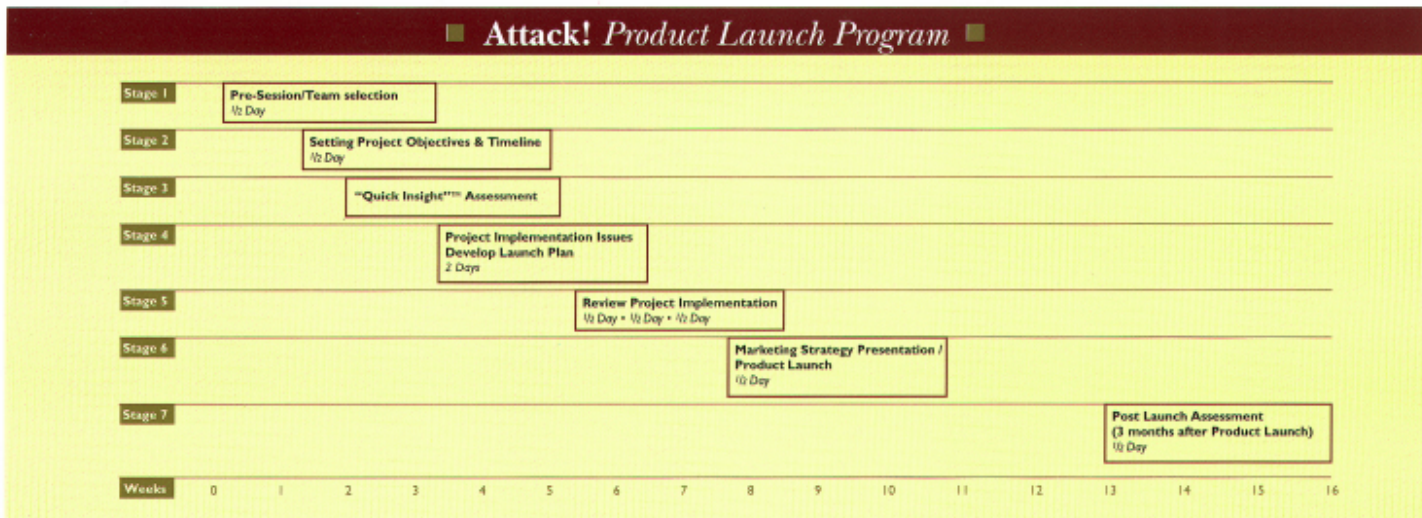 Attack! Product Launch Program
Stage 1
Pre-Session/Team selection
½ Day
Stage 2
Setting Project Objectives & Timeline
½ Day
Stage 3
"Quick Insight"™ Assessment
Stage 4
Project Implementation Issues
Develop Launch Plan
2 Days
Stage 5
Review Project Implementation
½ Day • ½ Day • ½ Day
Stage 6
Marketing Strategy Presentation /
Product Launch
½ Day
Stage 7
Post Launch Assessment
(3 months after Product Launch)
½ Day
Weeks 0 1 2 3 4 5 6 7 8 9 10 11 12 13 14 15 16